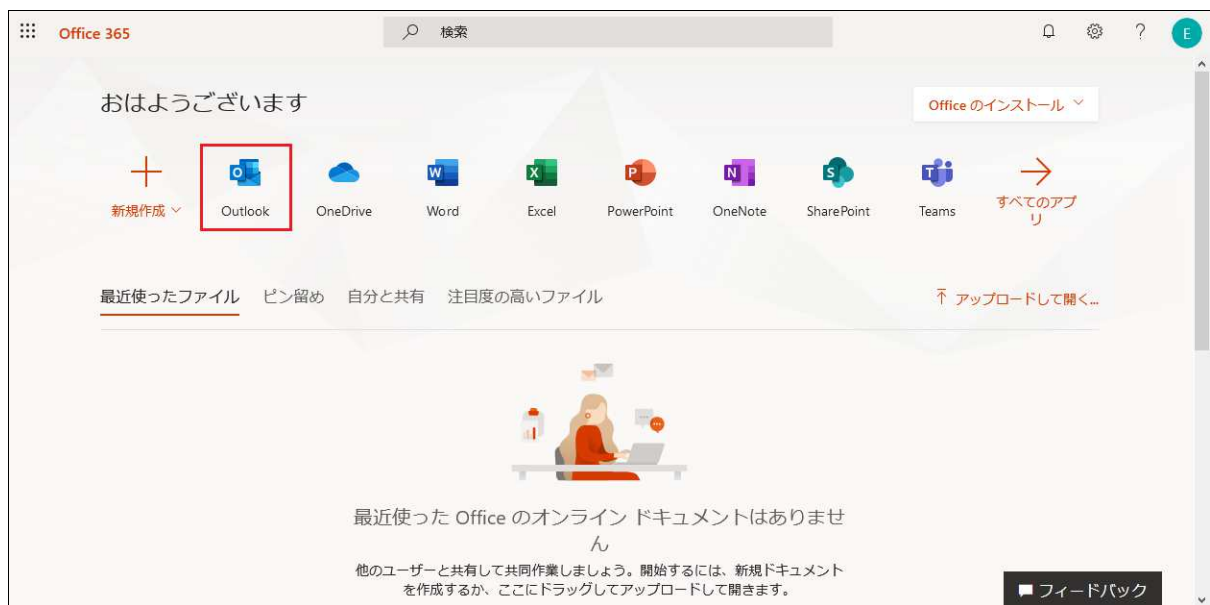 Office 365
検索
E
おはようございます
Office のインストール
新規作成
Outlook
OneDrive
Word
Excel
PowerPoint
OneNote
SharePoint
Teams
すべてのアプ
リ
最近使ったファイル
ピン留め
自分と共有
注目度の高いファイル
アップロードして開く...
最近使った Office のオンライン ドキュメントはありませ
ん
他のユーザーと共有して共同作業しましょう。開始するには、新規ドキュメント
を作成するか、ここにドラッグしてアップロードして開きます。
フィードバック